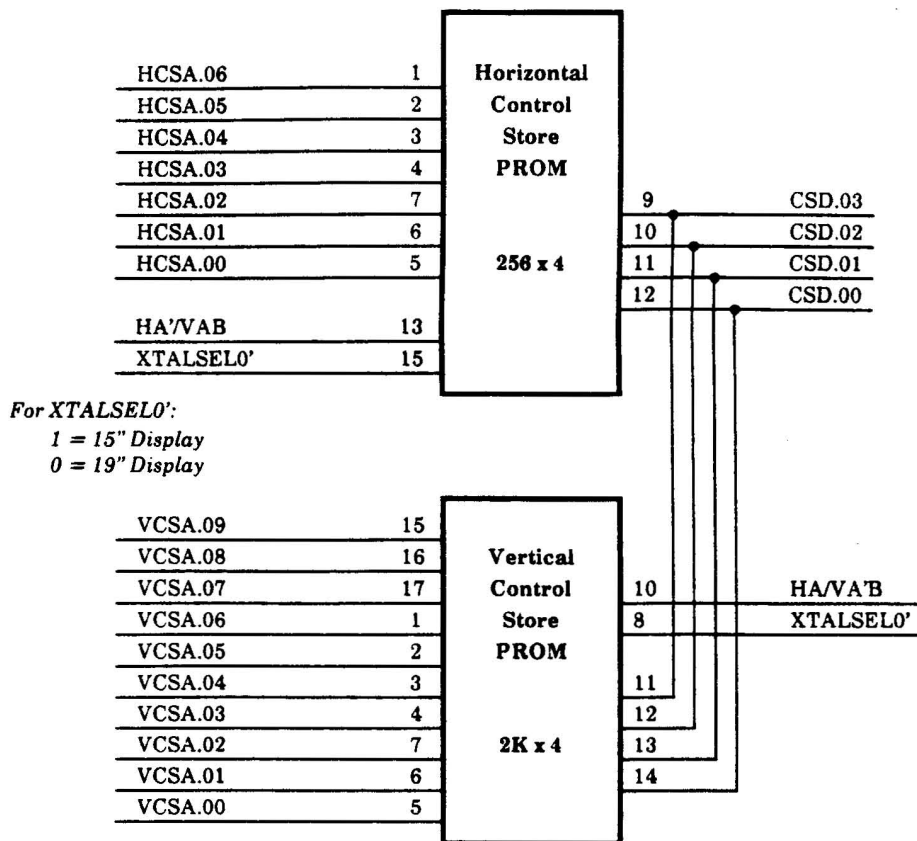 HCSA.06 1
HCSA.05 2
HCSA.04 3
HCSA.03 4
HCSA.02 7
HCSA.01 6
HCSA.00 5
HA'/VAB 13
XTALSEL0' 15
Horizontal
Control
Store
PROM
256 x 4
9 CSD.03
10 CSD.02
11 CSD.01
12 CSD.00
For XTALSEL0':
1 = 15" Display
0 = 19" Display
VCSA.09 15
VCSA.08 16
VCSA.07 17
VCSA.06 1
VCSA.05 2
VCSA.04 3
VCSA.03 4
VCSA.02 7
VCSA.01 6
VCSA.00 5
Vertical
Control
Store
PROM
2K x 4
10 HA/VA'B
8 XTALSEL0'
11
12
13
14